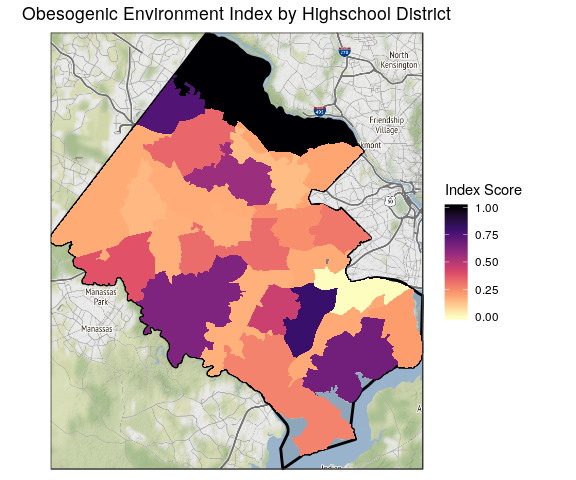 Obesogenic Environment Index by Highschool District
270
North
Kensington
495
Friendship
Village
mont
50
Index Score
1.00
0.75
0.50
0.25
0.00
Manassas
Park
Manassas
A